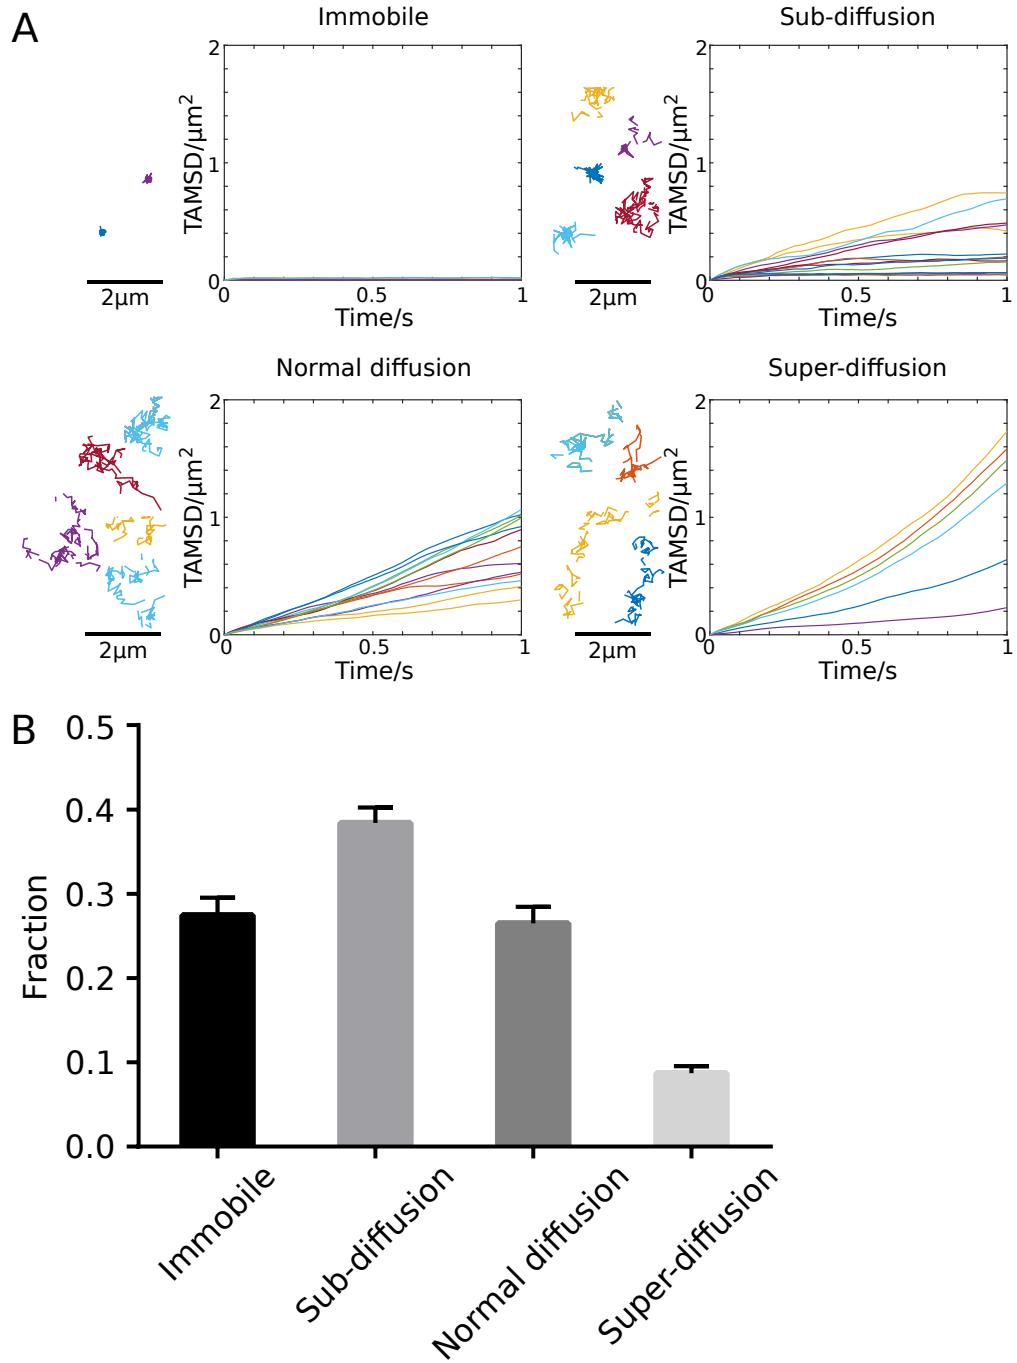 A
Immobile
Sub-diffusion
TAMSD/µm²
2
1
0
0
0.5
1
Time/s
2µm
TAMSD/µm²
2
1
0
0
0.5
1
Time/s
2µm
Normal diffusion
Super-diffusion
TAMSD/µm²
2
1
0
0
0.5
1
Time/s
2µm
TAMSD/µm²
2
1
0
0
0.5
1
Time/s
2µm
B
Fraction
0.5
0.4
0.3
0.2
0.1
0.0
Immobile
Sub-diffusion
Normal diffusion
Super-diffusion